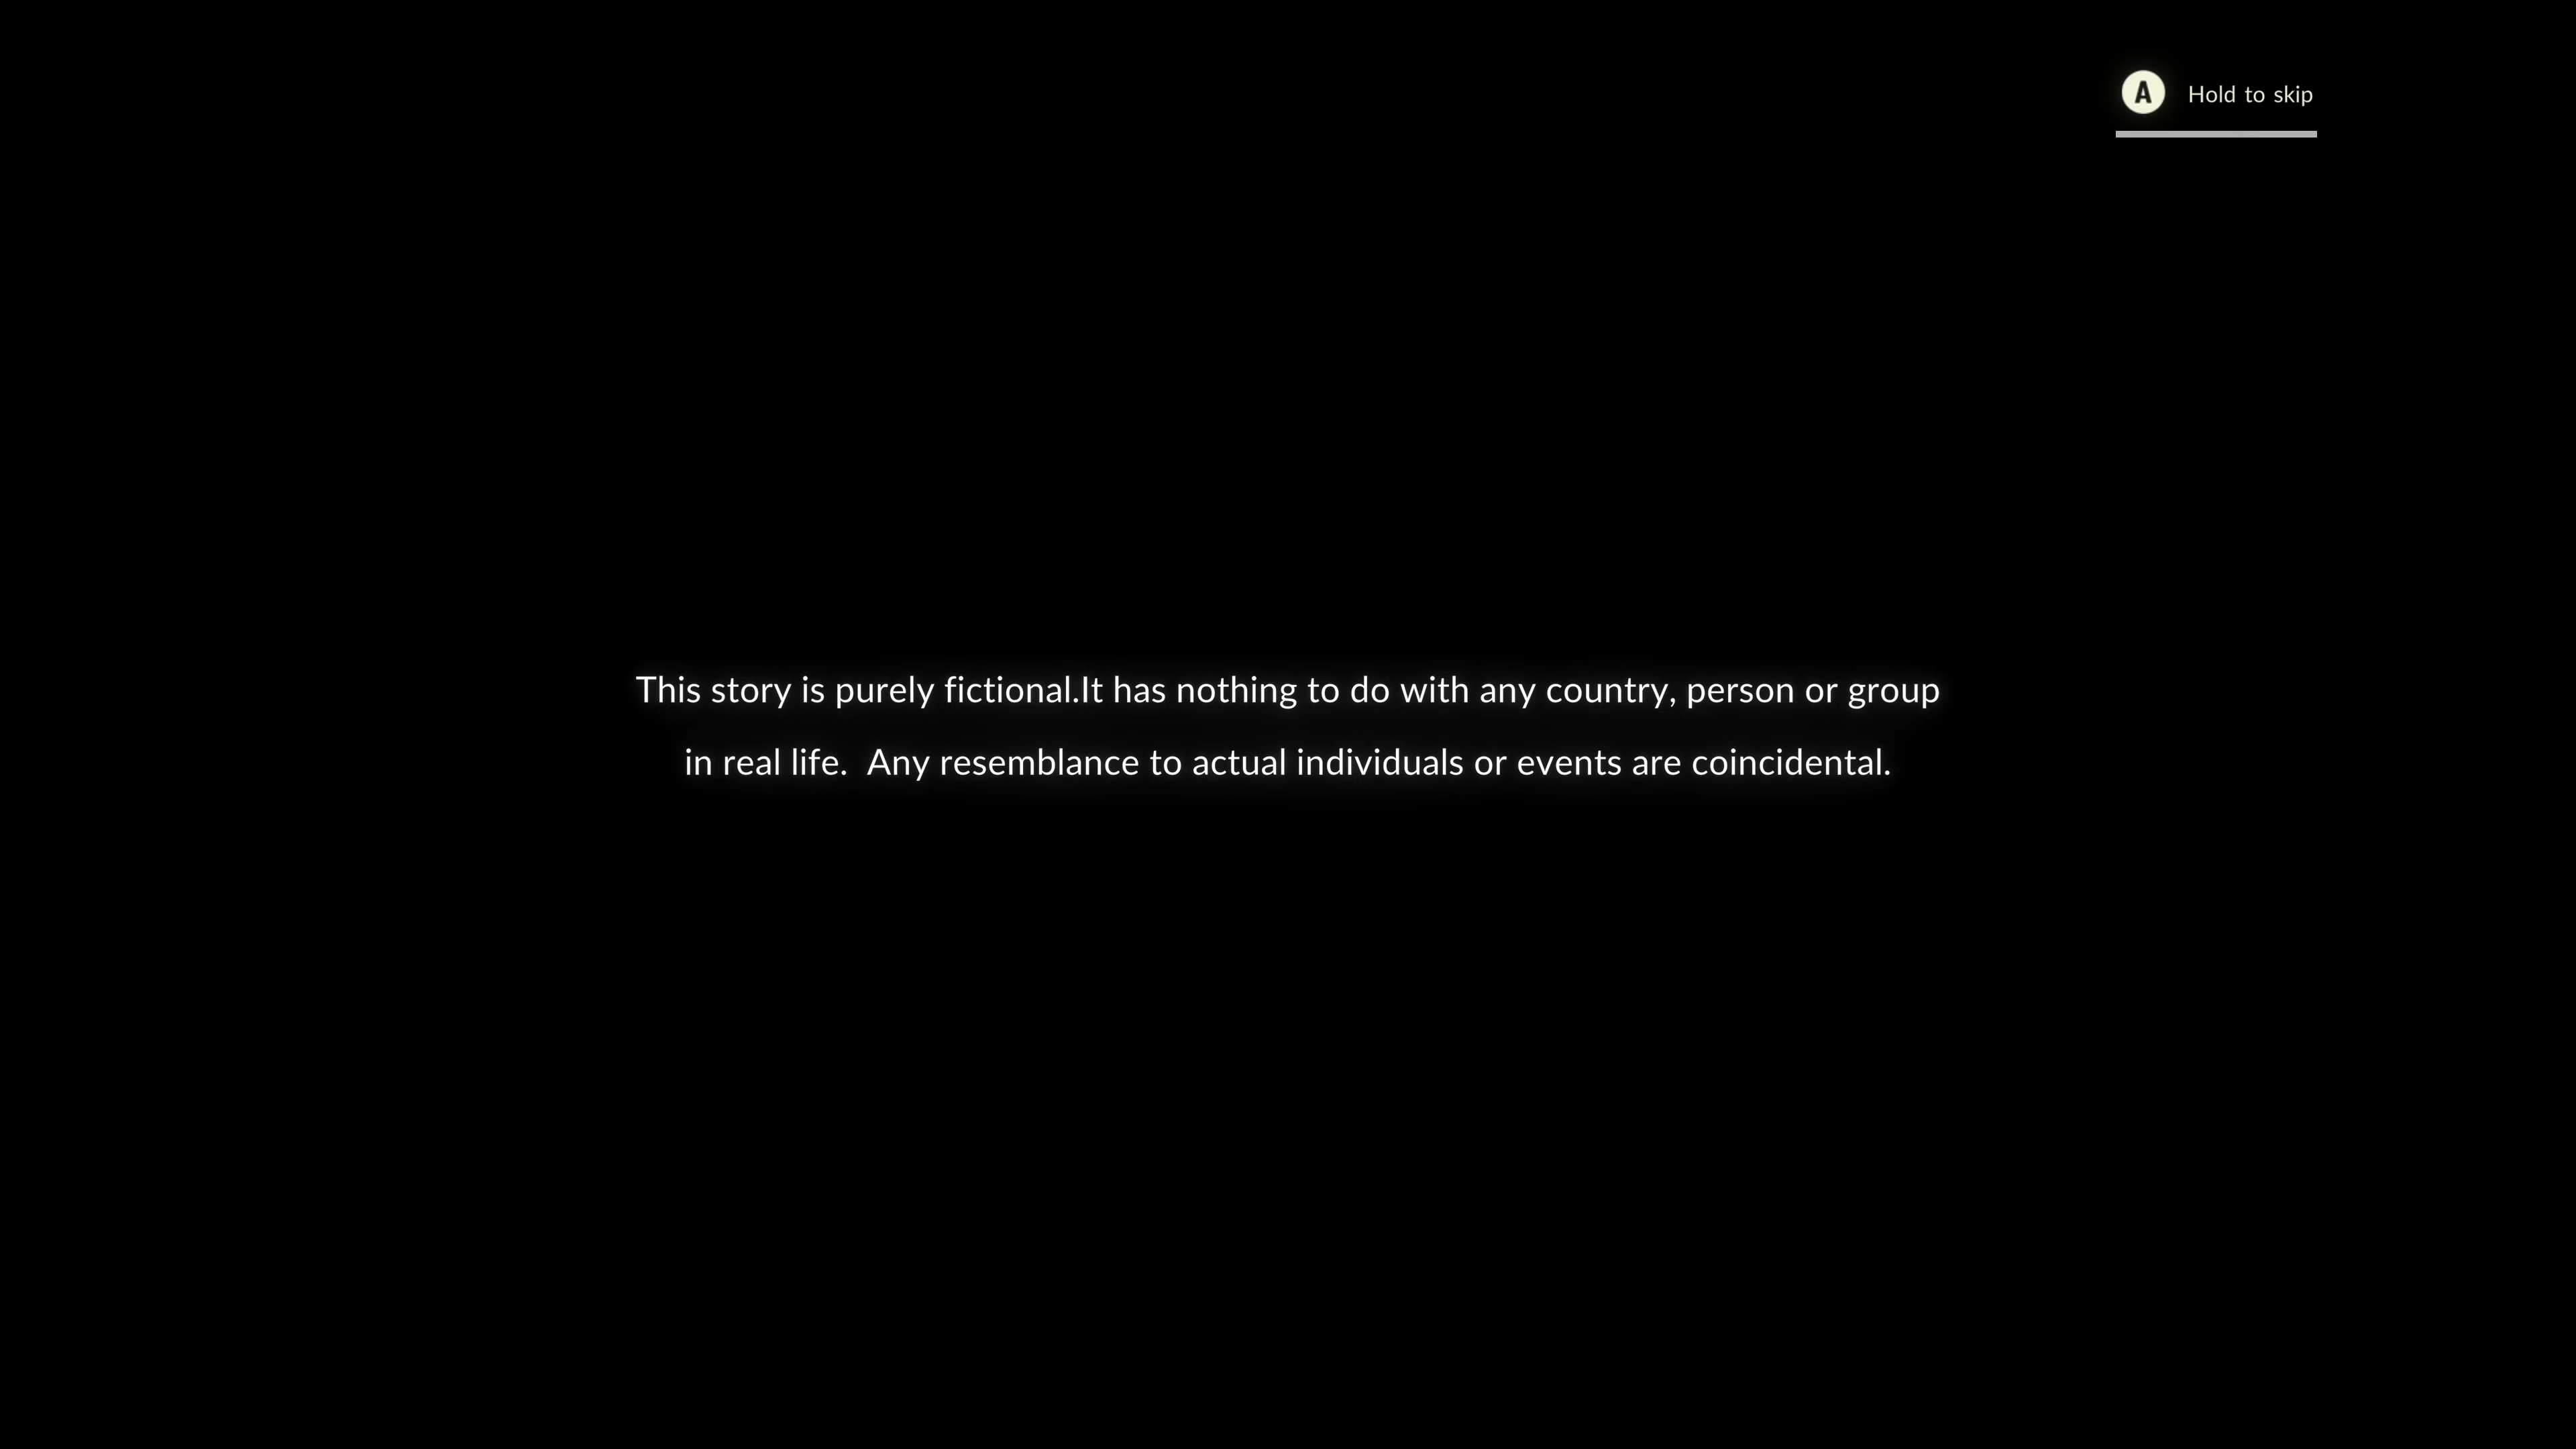 A Hold to skip
This story is purely fictional.It has nothing to do with any country, person or group
in real life.  Any resemblance to actual individuals or events are coincidental.